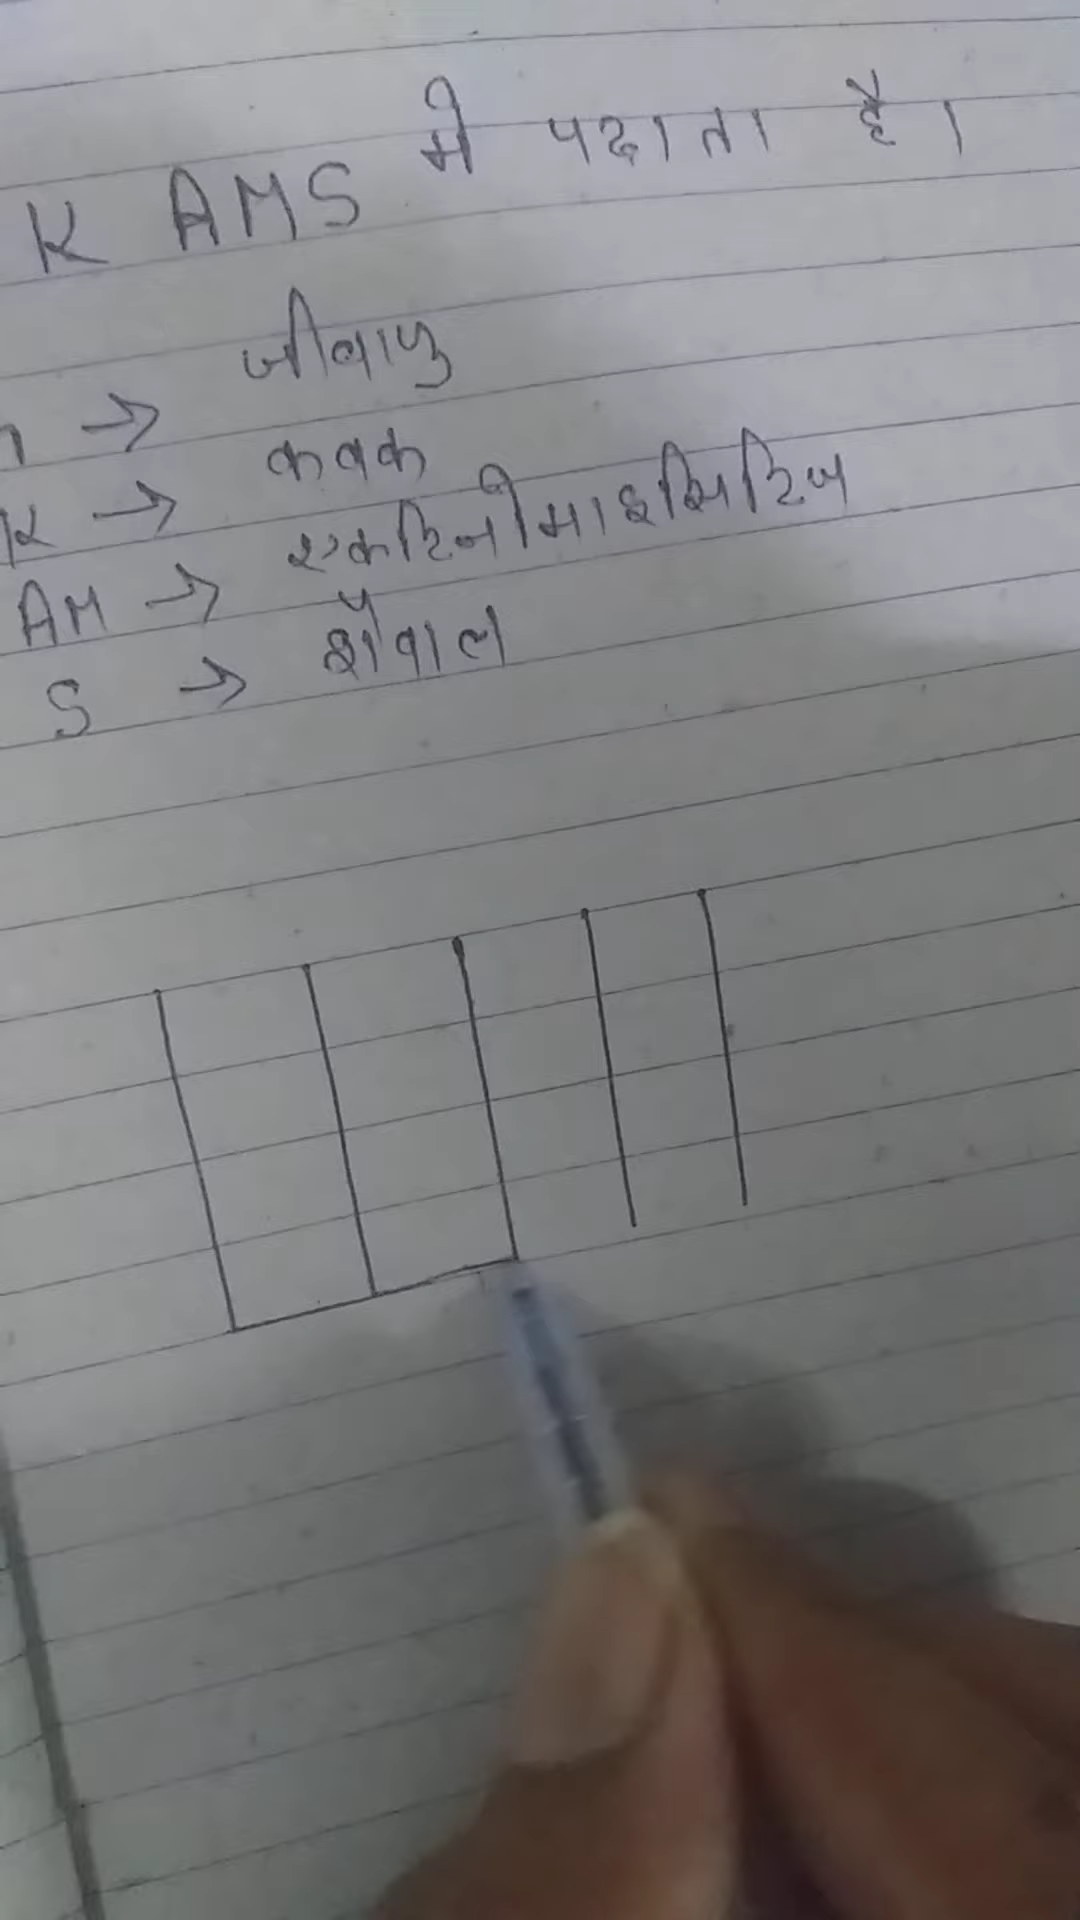 K AMS में पढाता है।
→ जीवाणु
K → कवक
AM → एकटिनोमाइसिटिज
S → शैवाल